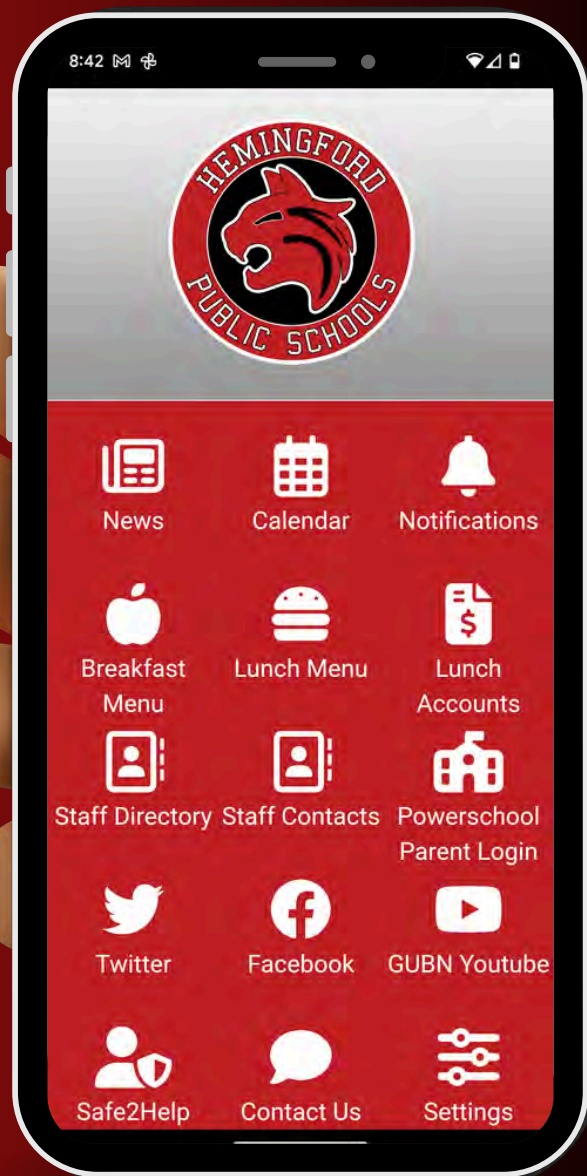 8:42
HEMINGFORD
PUBLIC SCHOOLS
News Calendar Notifications
Breakfast
Menu
Lunch Menu
Lunch
Accounts
$
Staff Directory Staff Contacts Powerschool
Parent Login
Twitter Facebook GUBN Youtube
Safe2Help Contact Us Settings